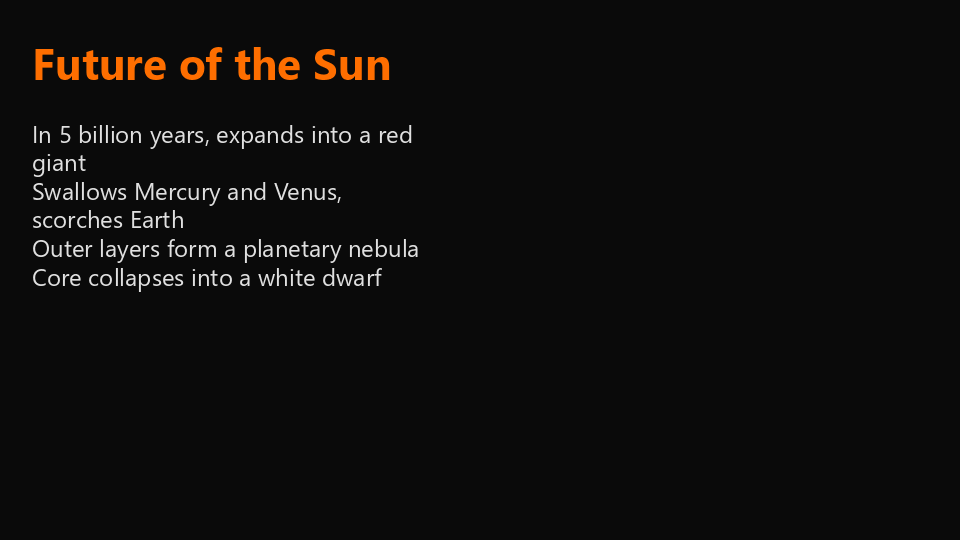 Future of the Sun
In 5 billion years, expands into a red
giant
Swallows Mercury and Venus,
scorches Earth
Outer layers form a planetary nebula
Core collapses into a white dwarf